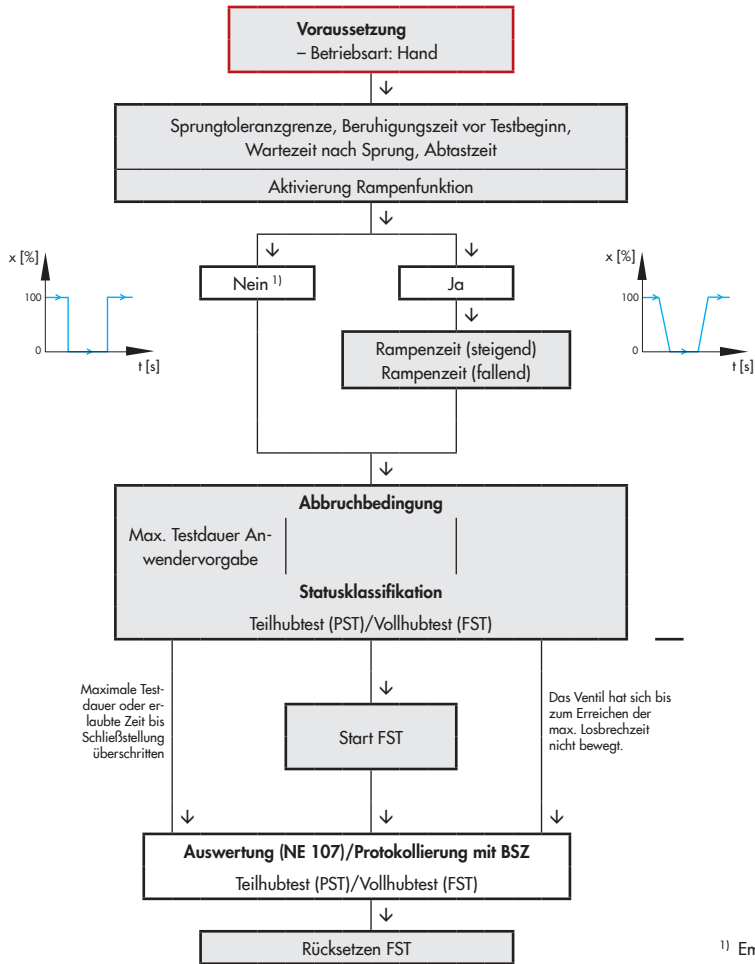 Voraussetzung
– Betriebsart: Hand
Sprungtoleranzgrenze, Beruhigungszeit vor Testbeginn,
Wartezeit nach Sprung, Abtastzeit
Aktivierung Rampenfunktion
x [%]
100
0
t [s]
Nein 1)
Ja
x [%]
100
0
t [s]
Rampenzeit (steigend)
Rampenzeit (fallend)
Abbruchbedingung
Max. Testdauer An-
wendervorgabe
Statusklassifikation
Teilhubtest (PST)/Vollhubtest (FST)
Maximale Test-
dauer oder er-
laubte Zeit bis
Schließstellung
überschritten
Start FST
Das Ventil hat sich bis
zum Erreichen der
max. Losbrechzeit
nicht bewegt.
Auswertung (NE 107)/Protokollierung mit BSZ
Teilhubtest (PST)/Vollhubtest (FST)
Rücksetzen FST
1) Em